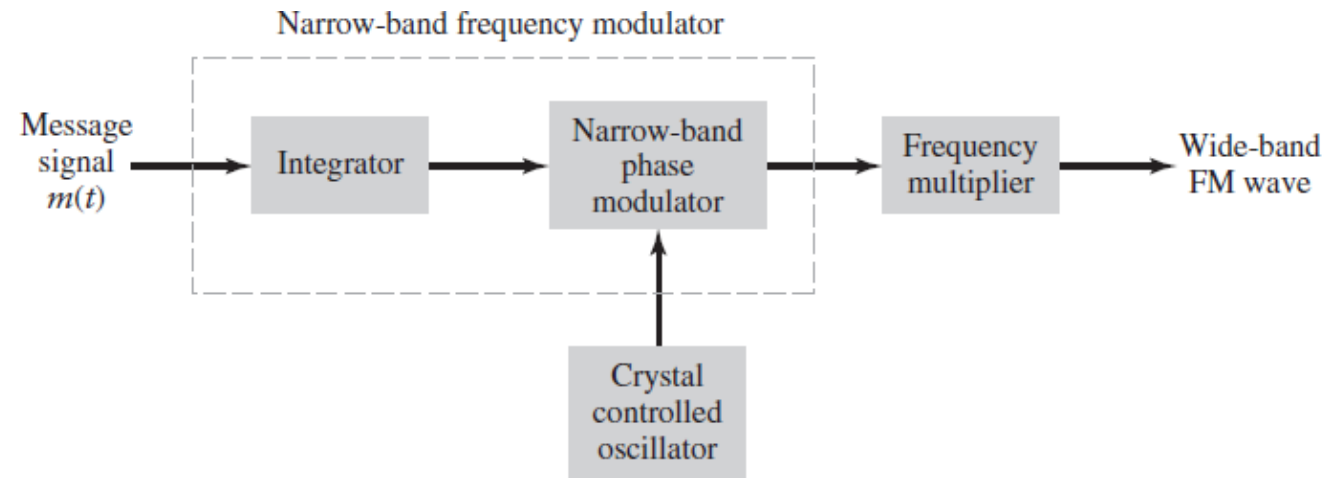 Narrow-band frequency modulator
Message
signal
m(t)
Integrator
Narrow-band
phase
modulator
Frequency
multiplier
Wide-band
FM wave
Crystal
controlled
oscillator